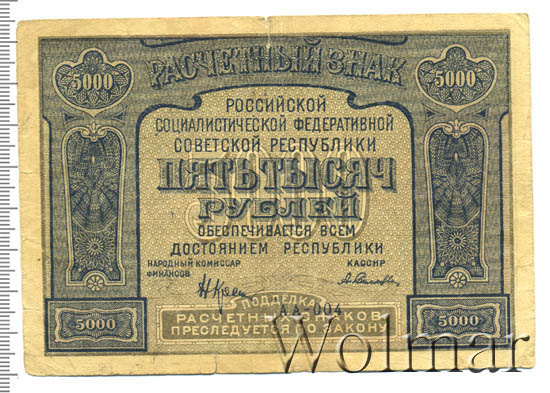 РАСЧЕТНЫЙ ЗНАК
5000 5000
РОССИЙСКОЙ
СОЦИАЛИСТИЧЕСКОЙ ФЕДЕРАТИВНОЙ
СОВЕТСКОЙ РЕСПУБЛИКИ
ПЯТЬ ТЫСЯЧ
РУБЛЕЙ
ОБЕСПЕЧИВАЕТСЯ ВСЕМ
ДОСТОЯНИЕМ РЕСПУБЛИКИ
НАРОДНЫЙ КОМИССАР КАССИР
ФИНАНСОВ
ПОДДЕЛКА
РАСЧЕТНЫХ ЗНАКОВ
5000 ПРЕСЛЕДУЕТСЯ ПО ЗАКОНУ 5000
Wolmar